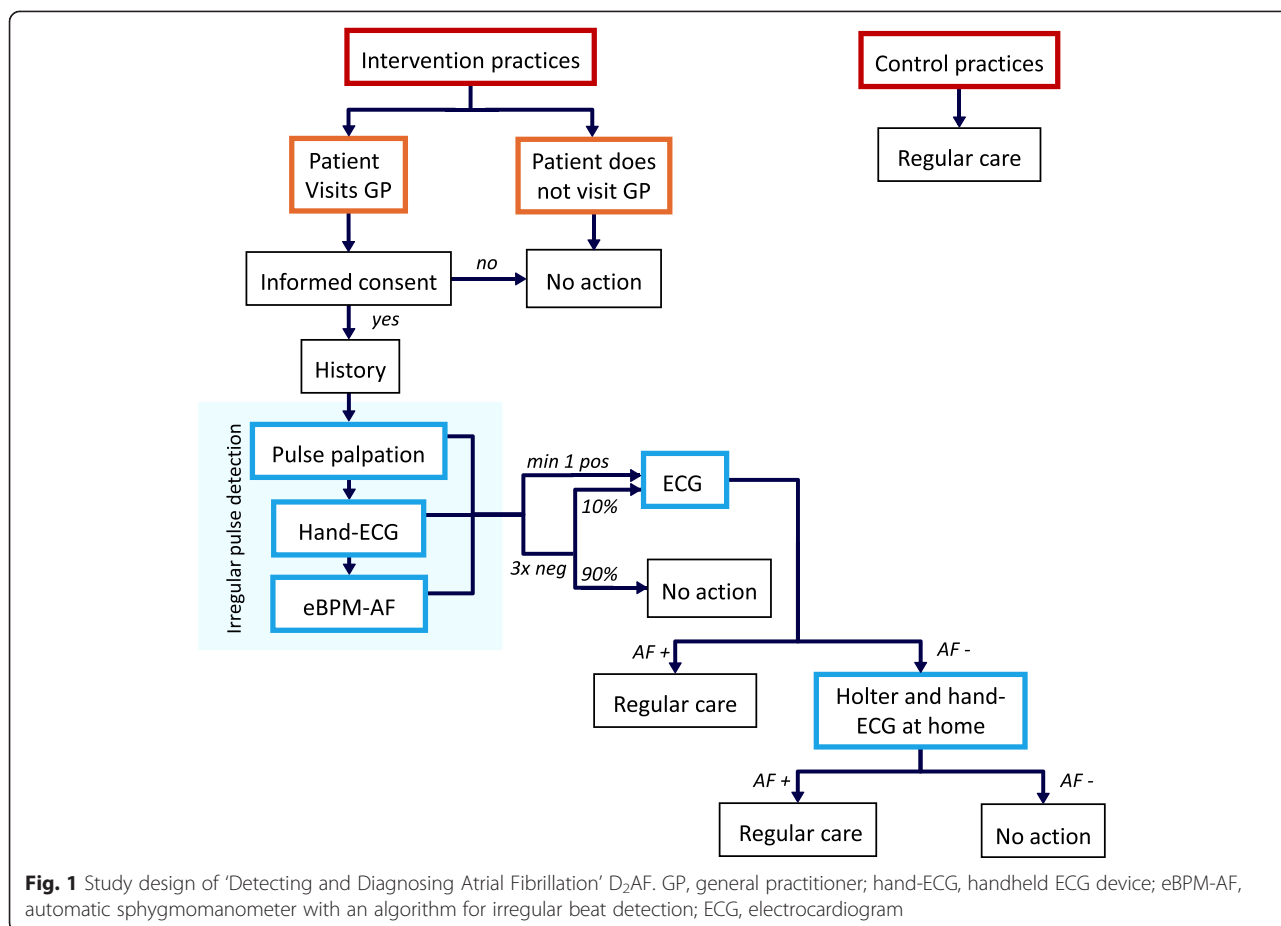 Intervention practices
Control practices
Patient
Visits GP
Patient does
not visit GP
Regular care
Informed consent
no
No action
yes
History
Irregular pulse detection
Pulse palpation
Hand-ECG
eBPM-AF
min 1 pos
10%
ECG
3x neg
90%
No action
AF +
AF -
Regular care
Holter and hand-
ECG at home
AF +
AF -
Regular care
No action
Fig. 1 Study design of ‘Detecting and Diagnosing Atrial Fibrillation’ D₂AF. GP, general practitioner; hand-ECG, handheld ECG device; eBPM-AF,
automatic sphygmomanometer with an algorithm for irregular beat detection; ECG, electrocardiogram